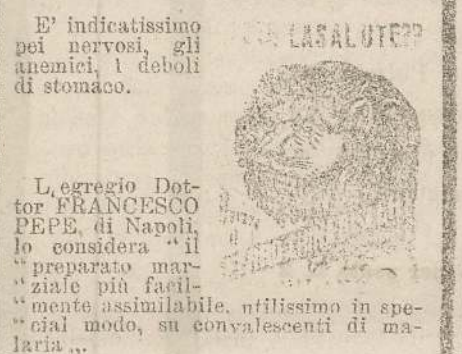 E' indicatissimo
pei nervosi, gli
anemici, i deboli
di stomaco.
LASALUTE??
L, egregio Dot-
tor FRANCESCO
PEPE, di Napoli,
lo considera “il
“preparato mar-
“ziale più facil-
“mente assimilabile, utilissimo in spe-
“cial modo, su convalescenti di ma-
laria „.